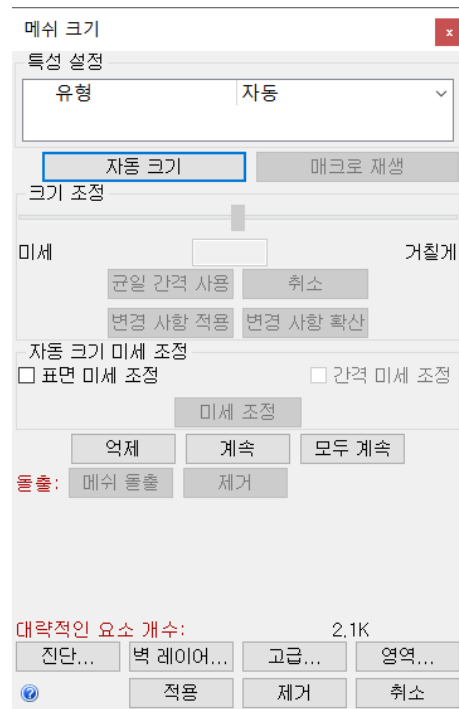 메쉬 크기
x
특성 설정
유형 자동
자동 크기 매크로 재생
크기 조정
미세 거칠게
균일 간격 사용 취소
변경 사항 적용 변경 사항 확산
자동 크기 미세 조정
표면 미세 조정 간격 미세 조정
미세 조정
억제 계속 모두 계속
돌출: 메쉬 돌출 제거
대략적인 요소 개수: 2,1K
진단... 벽 레이어... 고급... 영역...
? 적용 제거 취소